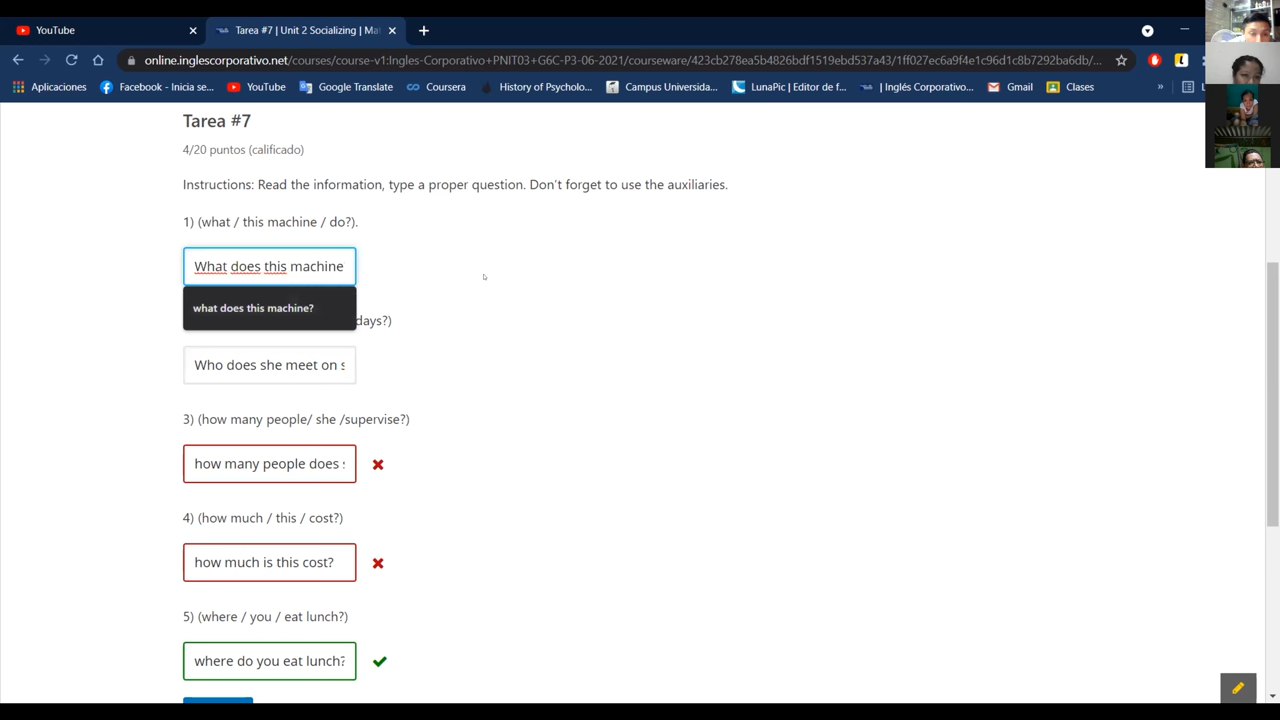 YouTube
Tarea #7 | Unit 2 Socializing | Ma
online.inglescorporativo.net/courses/course-v1:Ingles-Corporativo+PNIT03+G6C-P3-06-2021/courseware/423cb278ea5b4826bdf1519ebd537a43/1ff027ec6a9f4e1c96d1c8b7292ba6db/...
Aplicaciones
Facebook - Inicia se...
YouTube
Google Translate
Coursera
History of Psycholo...
Campus Universida...
LunaPic | Editor de f...
| Inglés Corporativo...
Gmail
Clases
»
L
Tarea #7
4/20 puntos (calificado)
Instructions: Read the information, type a proper question. Don't forget to use the auxiliaries.
1) (what / this machine / do?).
What does this machine
what does this machine?
days?)
Who does she meet on s
3) (how many people/ she /supervise?)
how many people does s
4) (how much / this / cost?)
how much is this cost?
5) (where / you / eat lunch?)
where do you eat lunch?